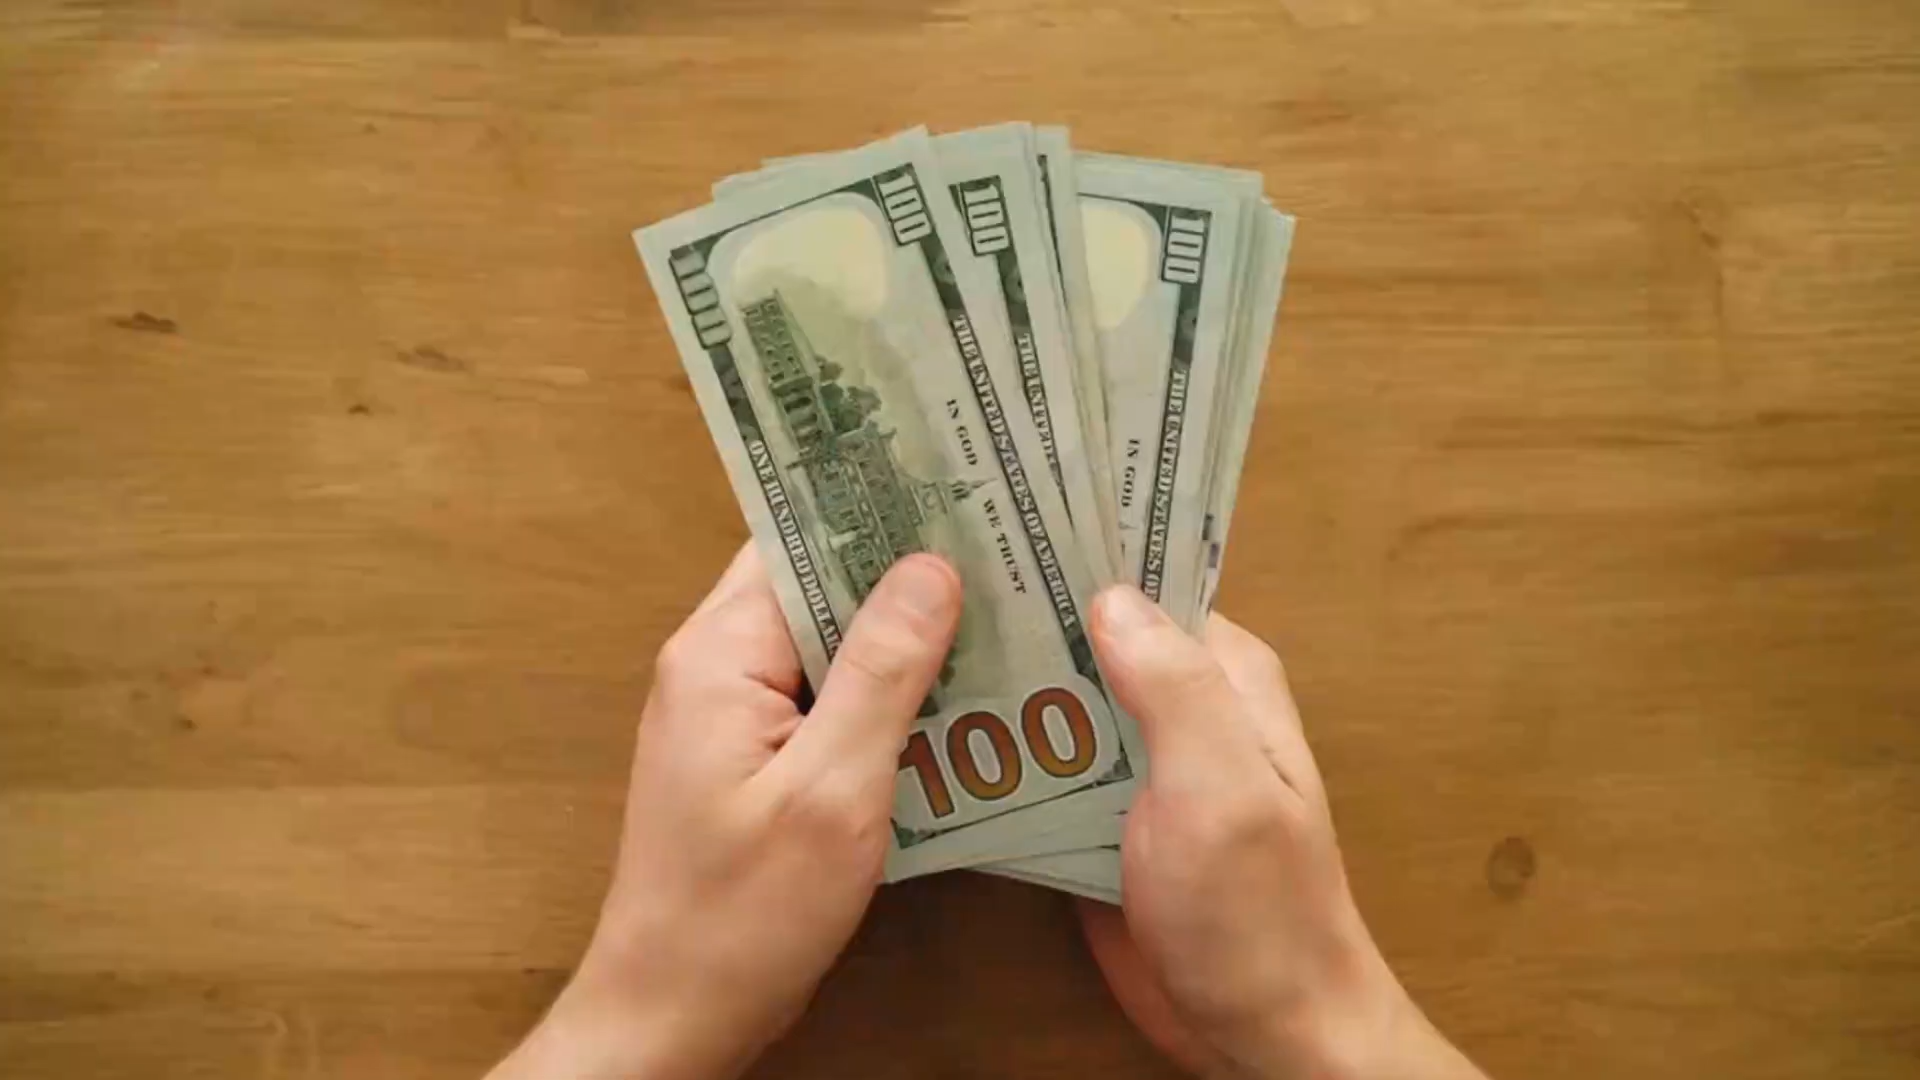 100
100
100
100
THE UNITED STATES OF AMERICA
THE UNITED
THE UNITED STATES OF
IN GOD
WE TRUST
IN GOD
ONE HUNDRED DOLLAR
100